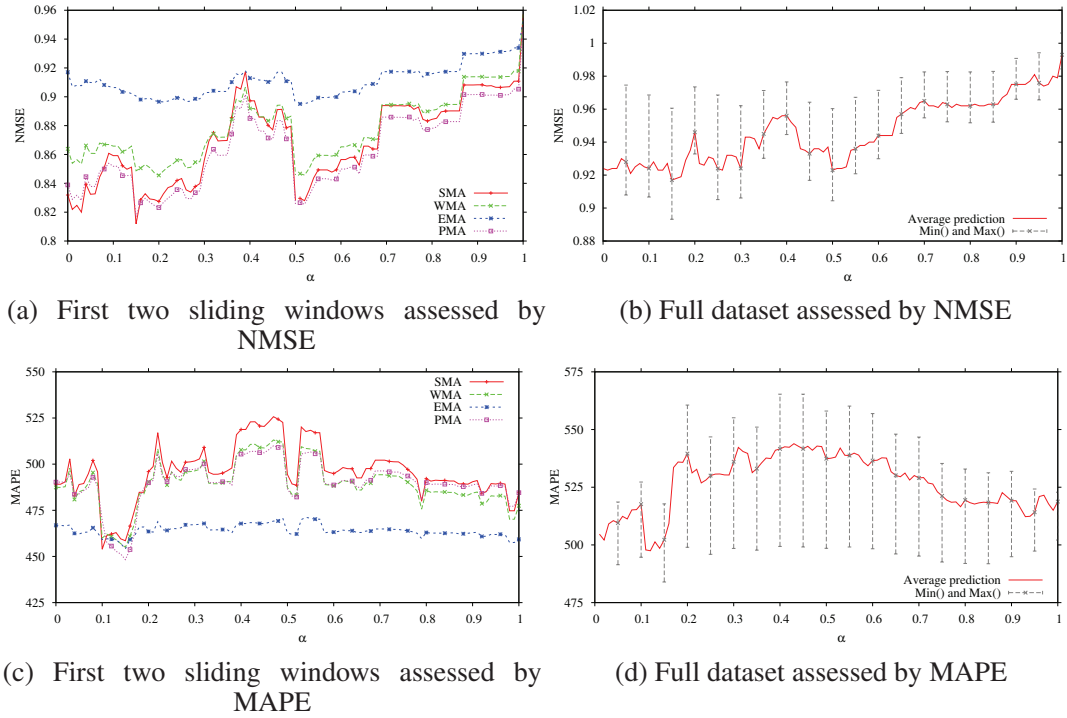 0.96
0.94
0.92
0.9
0.88
0.86
0.84
0.82
0.8
NMSE
0
0.1
0.2
0.3
0.4
0.5
0.6
0.7
0.8
0.9
1
α
SMA
WMA
EMA
PMA
(a) First two sliding windows assessed by
NMSE
1.02
1
0.98
0.96
0.94
0.92
0.9
0.88
NMSE
0
0.1
0.2
0.3
0.4
0.5
0.6
0.7
0.8
0.9
1
α
Average prediction
Min() and Max()
(b) Full dataset assessed by NMSE
550
525
500
475
450
425
MAPE
0
0.1
0.2
0.3
0.4
0.5
0.6
0.7
0.8
0.9
1
α
SMA
WMA
EMA
PMA
(c) First two sliding windows assessed by
MAPE
575
550
525
500
475
MAPE
0
0.1
0.2
0.3
0.4
0.5
0.6
0.7
0.8
0.9
1
α
Average prediction
Min() and Max()
(d) Full dataset assessed by MAPE